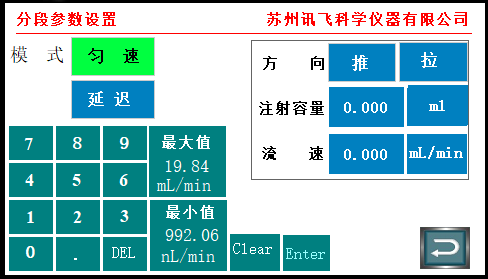 分段参数设置 苏州讯飞科学仪器有限公司
模 式 匀 速
延 迟
方 向 推 拉
注射容量 0.000 ml
流 速 0.000 mL/min
7 8 9 最大值
19.84
4 5 6 mL/min
1 2 3 最小值
992.06
0 . DEL nL/min Clear Enter